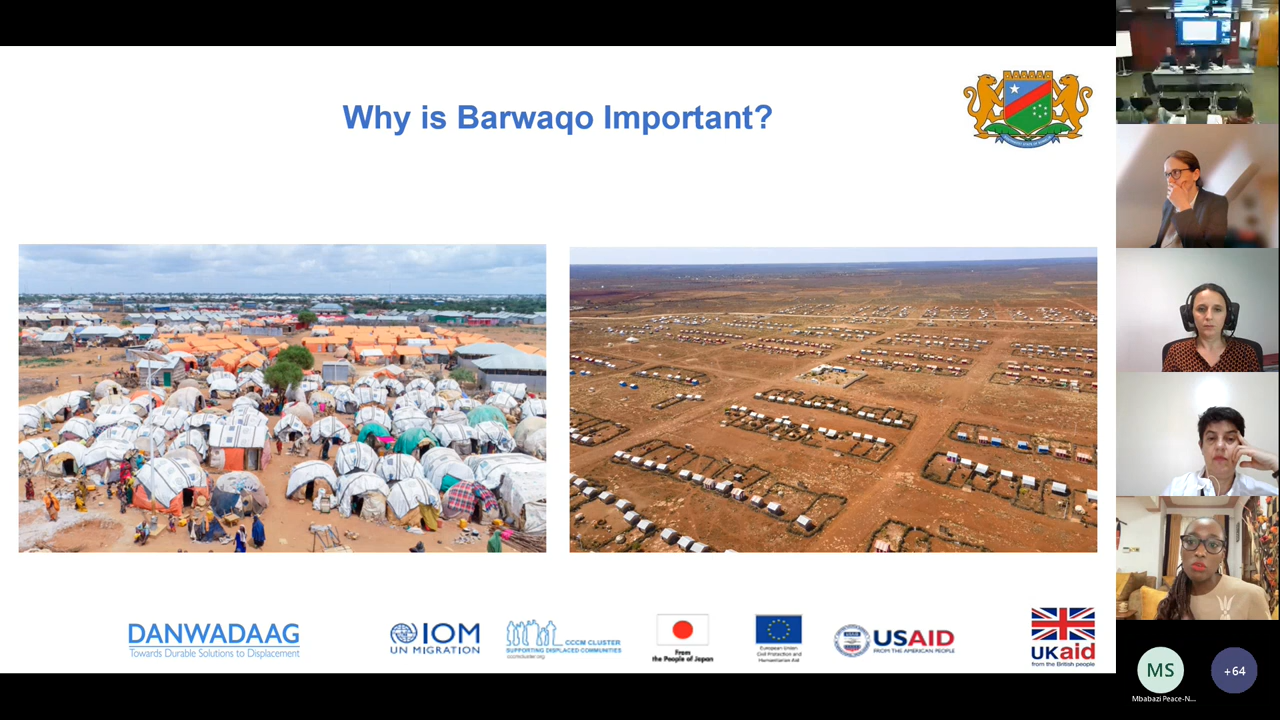 Why is Barwaqo Important?
DANWADAAG
Towards Durable Solutions to Displacement
IOM
UN MIGRATION
CCCM CLUSTER
SUPPORTING DISPLACED COMMUNITIES
cccmcluster.org
From
the People of Japan
European Union
Civil Protection and
Humanitarian Aid
USAID
FROM THE AMERICAN PEOPLE
UKaid
from the British people
MS
+64
Mbabazi Peace-N...